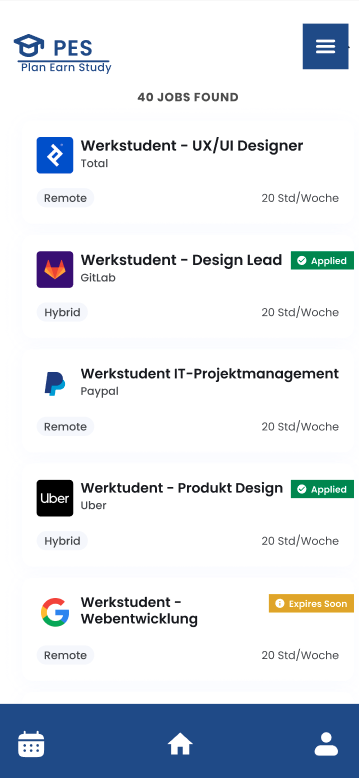 PES
Plan Earn Study
40 JOBS FOUND
Werkstudent - UX/UI Designer
Total
Remote
20 Std/Woche
Werkstudent - Design Lead
Applied
GitLab
Hybrid
20 Std/Woche
Werkstudent IT-Projektmanagement
Paypal
Remote
20 Std/Woche
Uber
Werktudent - Produkt Design
Applied
Uber
Hybrid
20 Std/Woche
Werkstudent -
Webentwicklung
Expires Soon
Remote
20 Std/Woche